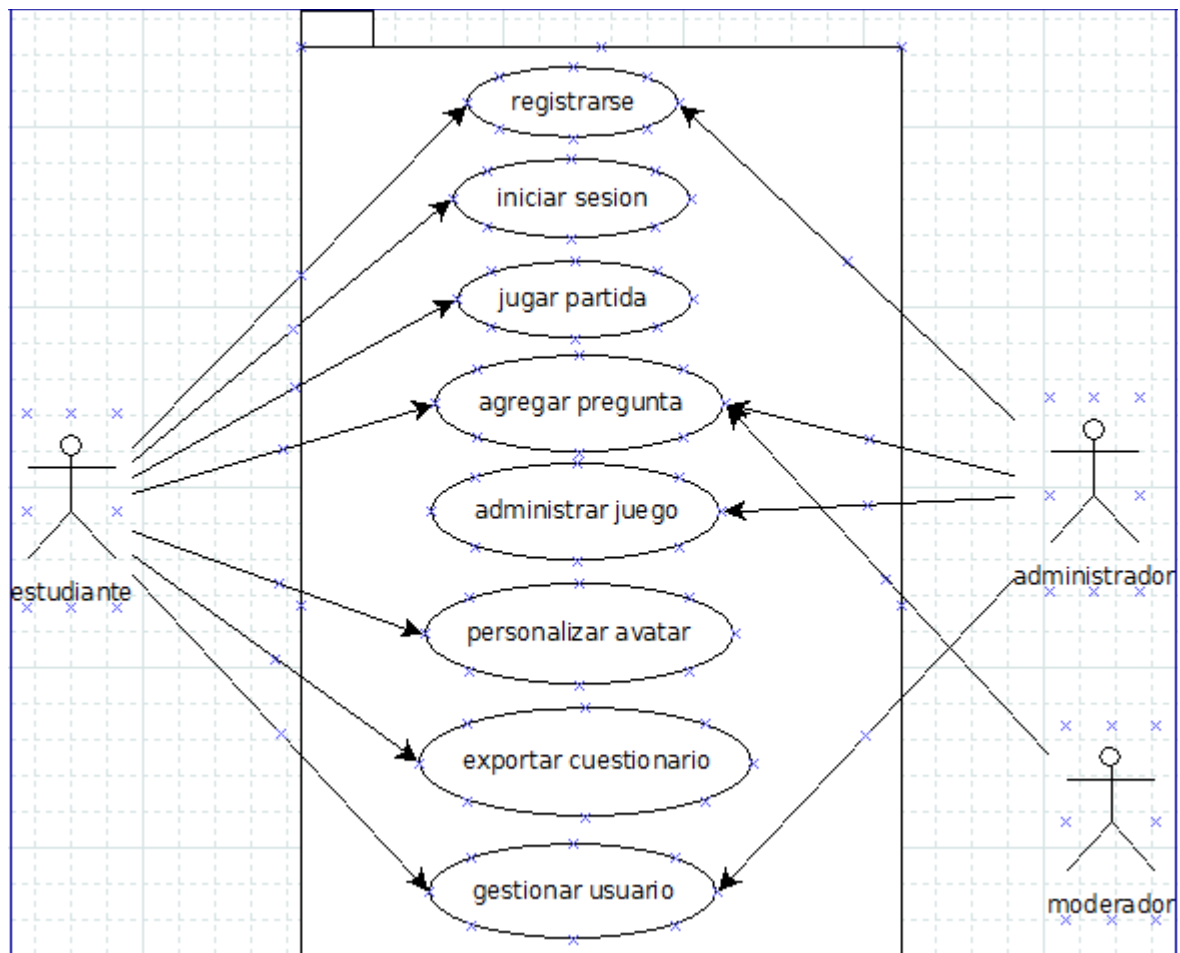 registrarse
iniciar sesion
jugar partida
agregar pregunta
administrar juego
personalizar avatar
exportar cuestionario
gestionar usuario
estudiante
administrador
moderador